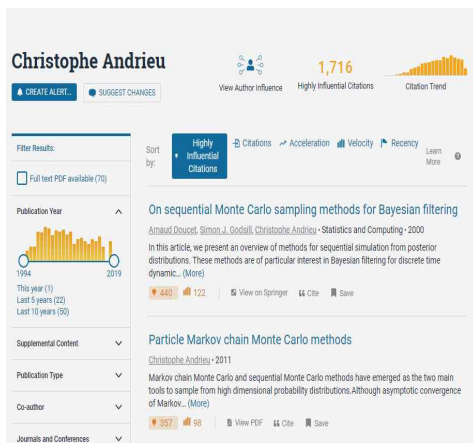 Christophe Andrieu
CREATE ALERT...
SUGGEST CHANGES
View Author Influence
1,716
Highly Influential Citations
Citation Trend
Filter Results:
Full text PDF available (70)
Publication Year
1994
2019
This year (1)
Last 5 years (22)
Last 10 years (50)
Supplemental Content
Publication Type
Co-author
Journals and Conferences
Sort by:
Highly Influential Citations
Citations
Acceleration
Velocity
Recency
Learn More
On sequential Monte Carlo sampling methods for Bayesian filtering
Arnaud Doucet, Simon J. Godsill, Christophe Andrieu • Statistics and Computing • 2000
In this article, we present an overview of methods for sequential simulation from posterior
distributions. These methods are of particular interest in Bayesian filtering for discrete time
dynamic... (More)
440 122 View on Springer Cite Save
Particle Markov chain Monte Carlo methods
Christophe Andrieu • 2011
Markov chain Monte Carlo and sequential Monte Carlo methods have emerged as the two main
tools to sample from high dimensional probability distributions.Although asymptotic convergence
of Markov... (More)
357 98 View PDF Cite Save